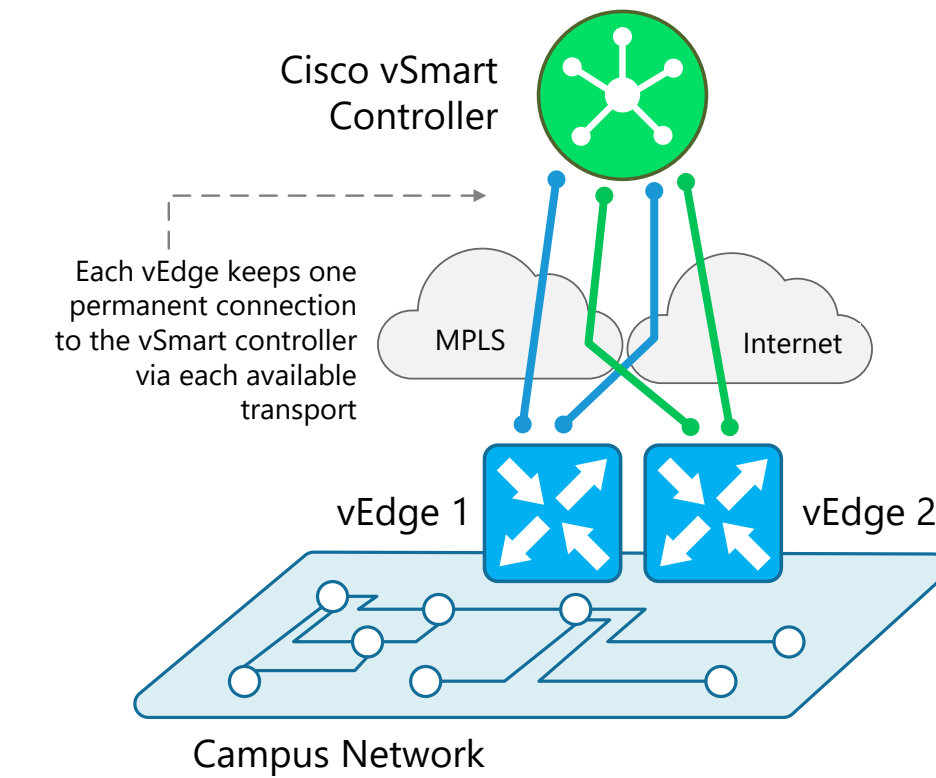 Cisco vSmart
Controller
Each vEdge keeps one
permanent connection
to the vSmart controller
via each available
transport
MPLS
Internet
vEdge 1
vEdge 2
Campus Network